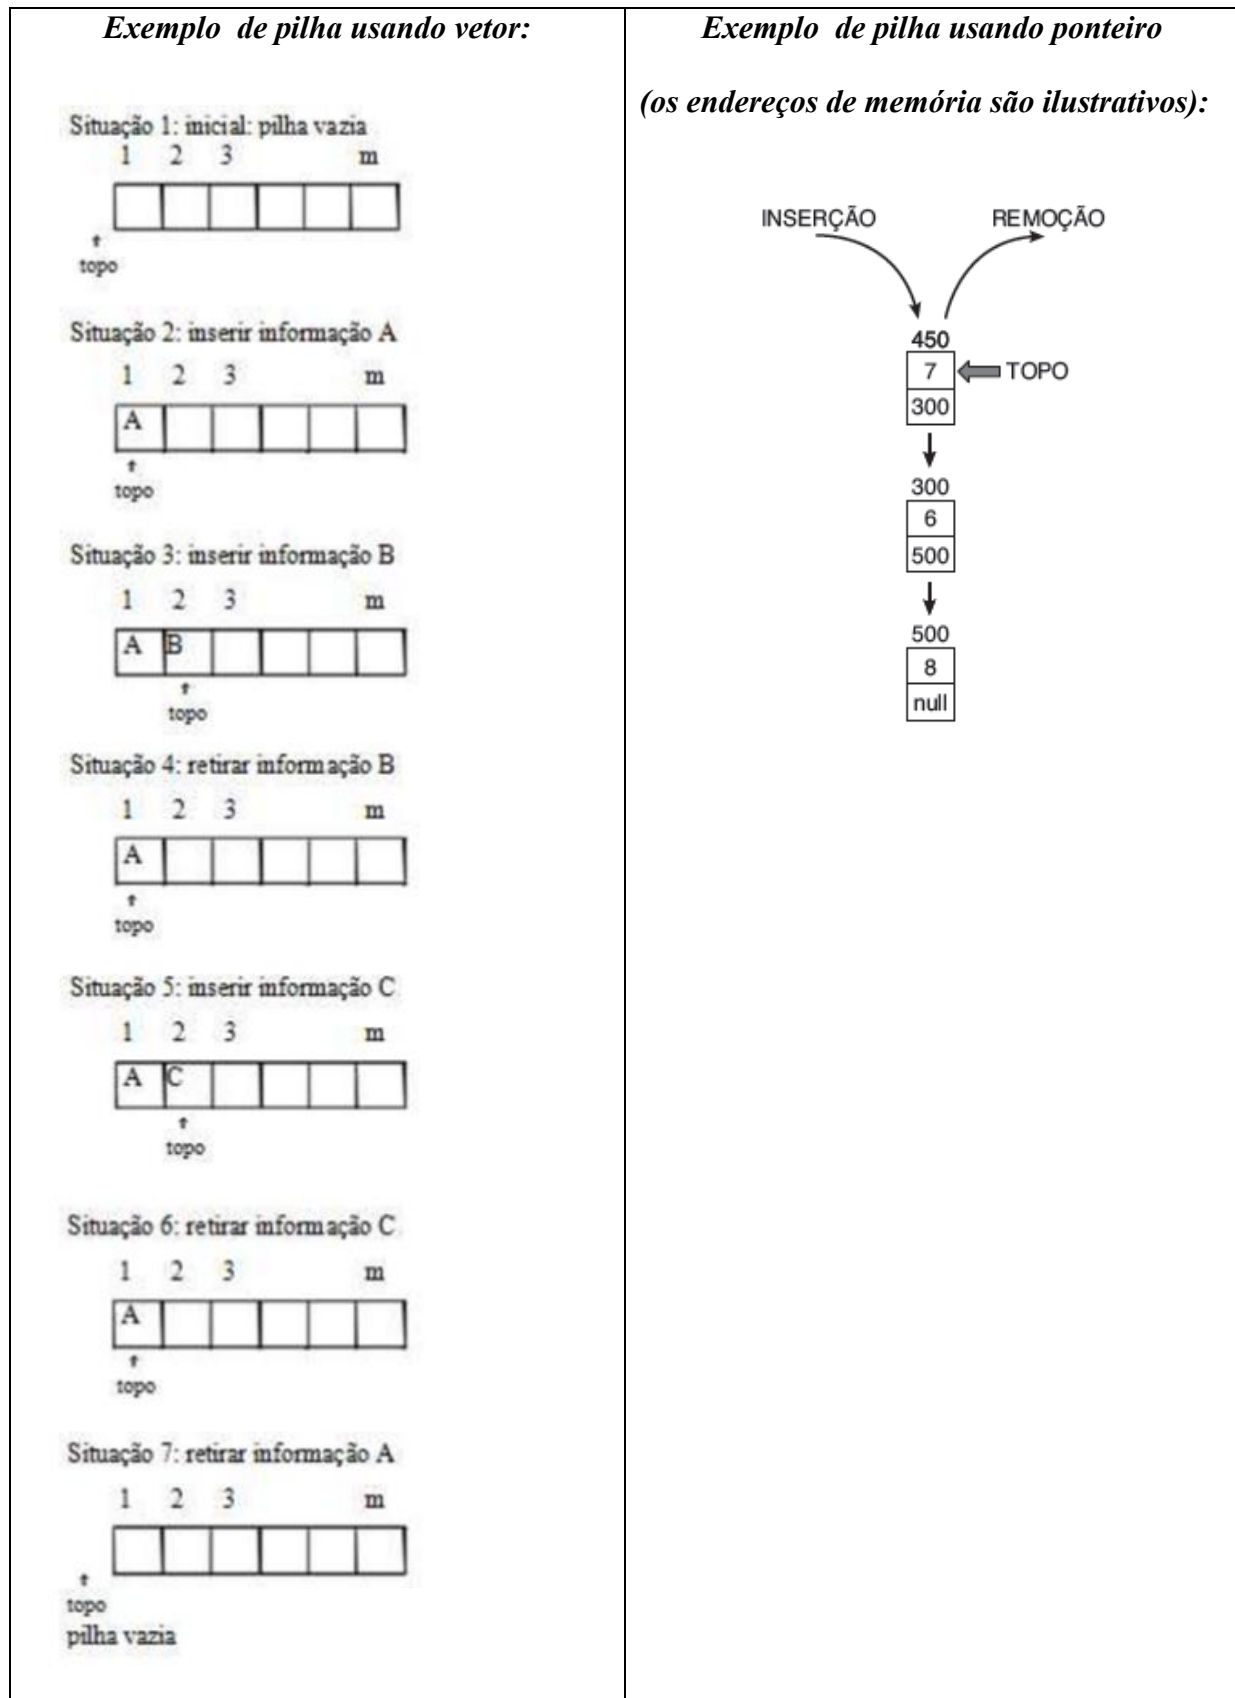 Exemplo de pilha usando vetor:
Situação 1: inicial: pilha vazia
1 2 3 m
topo
Situação 2: inserir informação A
1 2 3 m
A
topo
Situação 3: inserir informação B
1 2 3 m
A B
topo
Situação 4: retirar informação B
1 2 3 m
A
topo
Situação 5: inserir informação C
1 2 3 m
A C
topo
Situação 6: retirar informação C
1 2 3 m
A
topo
Situação 7: retirar informação A
1 2 3 m
topo
pilha vazia
Exemplo de pilha usando ponteiro
(os endereços de memória são ilustrativos):
INSERÇÃO REMOÇÃO
450
7 TOPO
300
300
6
500
500
8
null